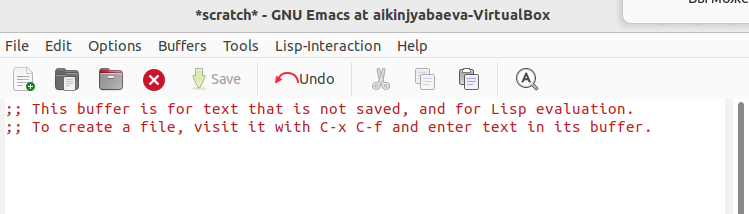 Вы може
*scratch* - GNU Emacs at aikinjyabaeva-VirtualBox
File Edit Options Buffers Tools Lisp-Interaction Help
Save Undo
;; This buffer is for text that is not saved, and for Lisp evaluation.
;; To create a file, visit it with C-x C-f and enter text in its buffer.